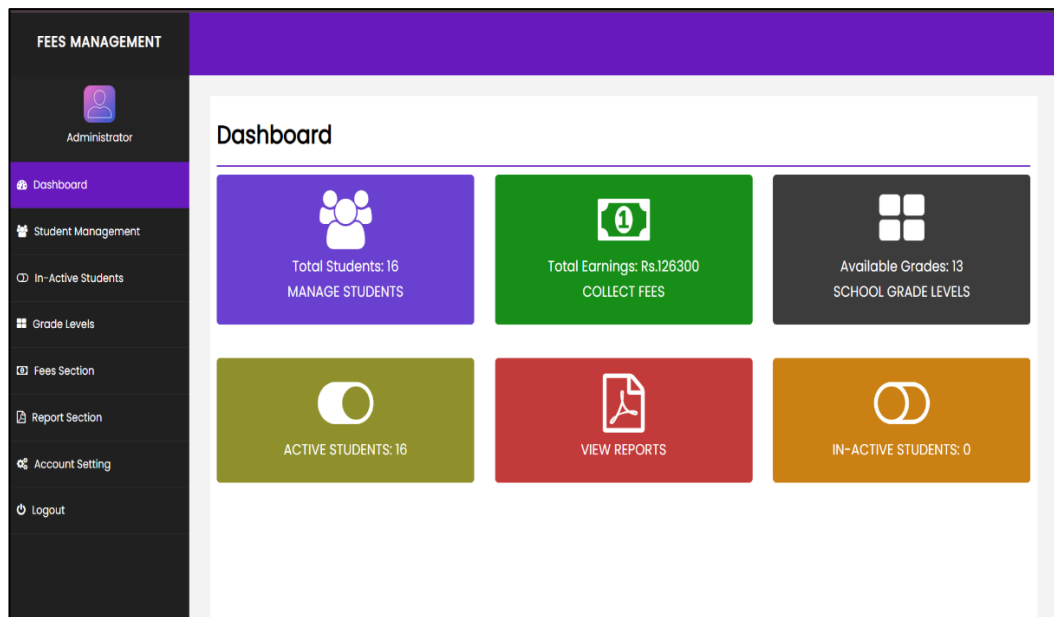 FEES MANAGEMENT
Administrator
Dashboard
Student Management
In-Active Students
Grade Levels
Fees Section
Report Section
Account Setting
Logout
Dashboard
Total Students: 16
MANAGE STUDENTS
1
Total Earnings: Rs.126300
COLLECT FEES
Available Grades: 13
SCHOOL GRADE LEVELS
ACTIVE STUDENTS: 16
VIEW REPORTS
IN-ACTIVE STUDENTS: 0